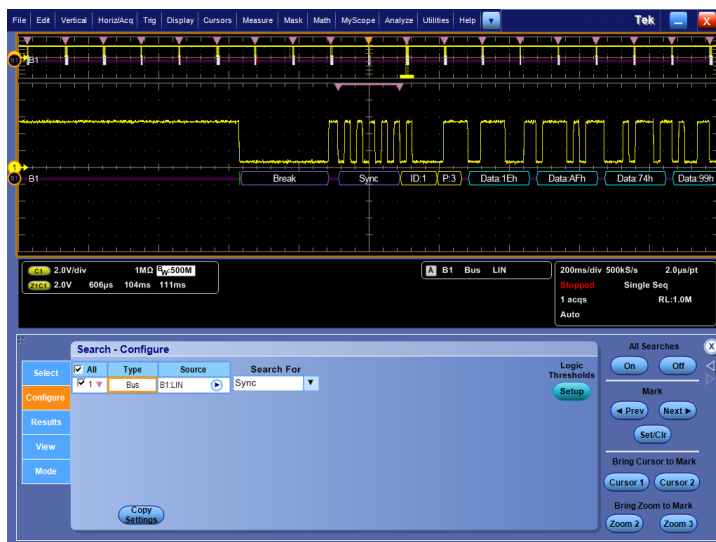 File Edit Vertical Horiz/Acq Trig Display Cursors Measure Mask Math MyScope Analyze Utilities Help Tek X
B1 B1
1
B1 B1 Break Sync ID:1 P:3 Data:1Eh Data:AFh Data:74h Data:99h
C1 2.0V/div 1MΩ BW:500M
Z1C1 2.0V 606µs 104ms 111ms
A B1 Bus LIN
200ms/div 500kS/s 2.0µs/pt
Stopped Single Seq
1 acqs RL:1.0M
Auto
Search - Configure
Select
Configure
Results
View
Mode
All Type Source Search For
1 Bus B1:LIN Sync
Copy
Settings
Logic
Thresholds
Setup
All Searches X
On Off
Mark
Prev Next
Set/Clr
Bring Cursor to Mark
Cursor 1 Cursor 2
Bring Zoom to Mark
Zoom 2 Zoom 3